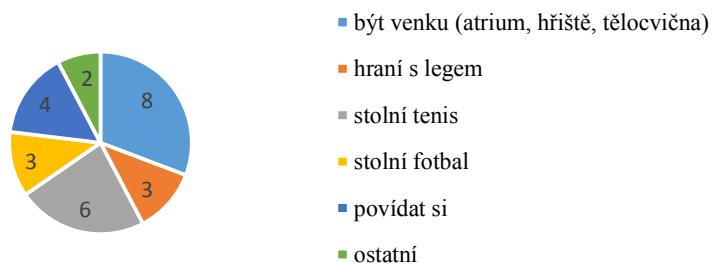 být venku (atrium, hřiště, tělocvična)
hraní s legem
stolní tenis
stolní fotbal
povídat si
ostatní
8
3
6
3
4
2